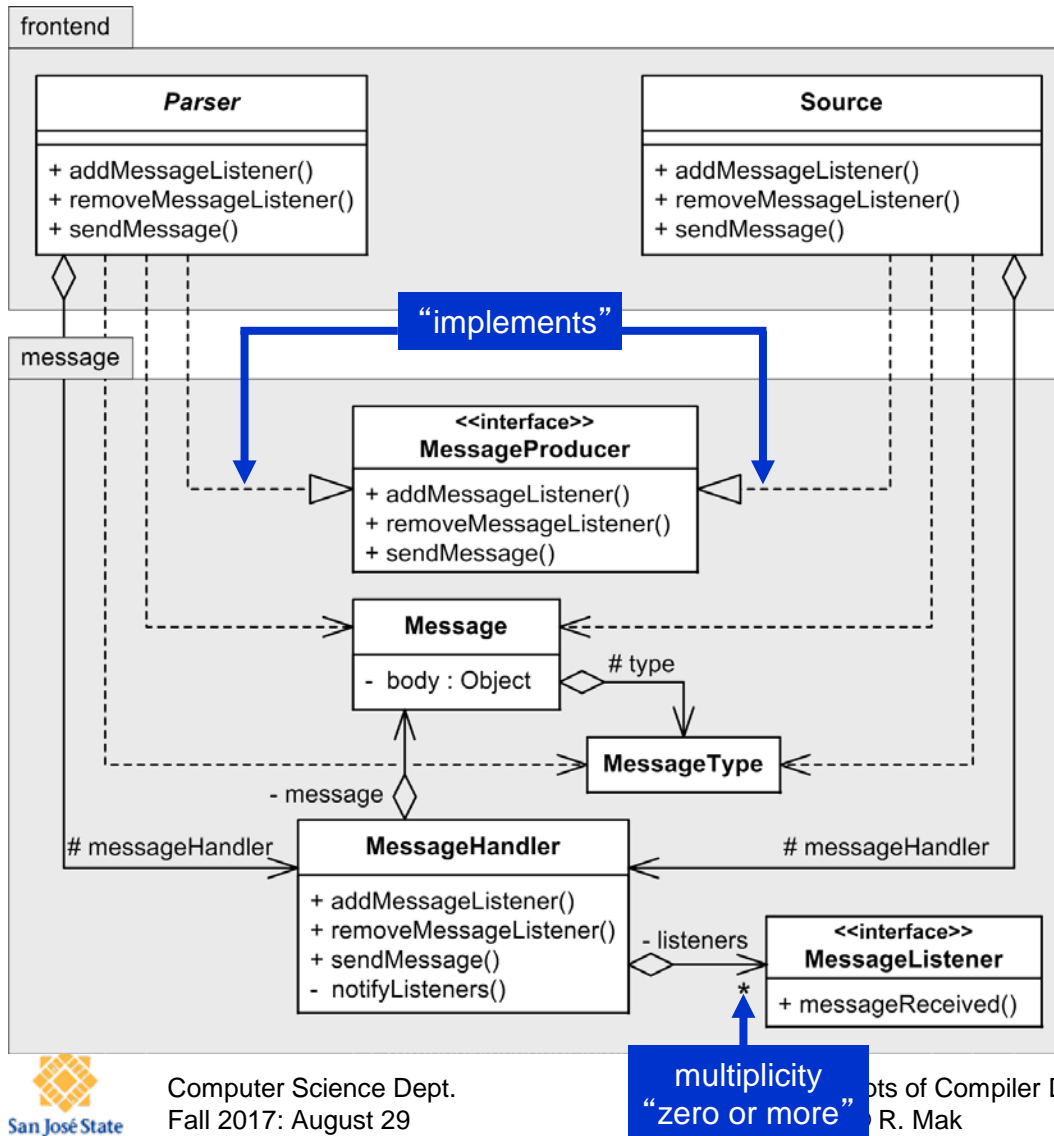 frontend
Parser
+ addMessageListener()
+ removeMessageListener()
+ sendMessage()
Source
+ addMessageListener()
+ removeMessageListener()
+ sendMessage()
“implements”
message
<<interface>>
MessageProducer
+ addMessageListener()
+ removeMessageListener()
+ sendMessage()
Message
- body : Object
# type
MessageType
- message
# messageHandler
MessageHandler
+ addMessageListener()
+ removeMessageListener()
+ sendMessage()
- notifyListeners()
# messageHandler
- listeners
*
<<interface>>
MessageListener
+ messageReceived()
multiplicity
“zero or more”
San José State
Computer Science Dept.
Fall 2017: August 29
of Compiler
R. Mak